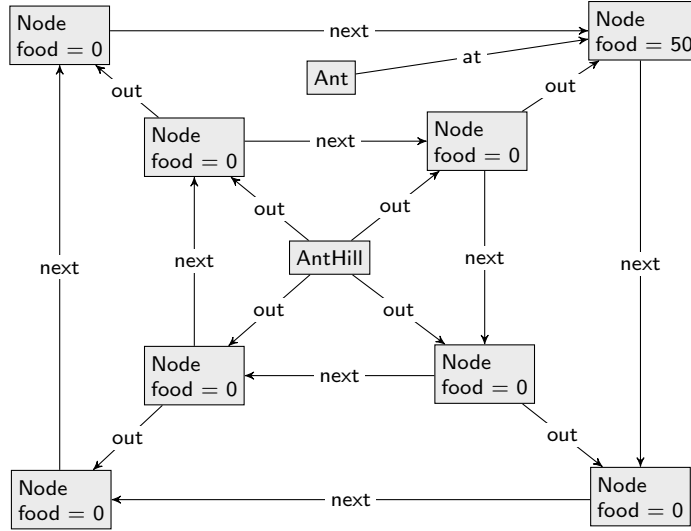 Node
food = 0
next
Node
food = 50
at
Ant
out
out
Node
food = 0
next
Node
food = 0
out
out
next
next
next
next
AntHill
out
out
Node
food = 0
next
Node
food = 0
out
out
Node
food = 0
next
Node
food = 0